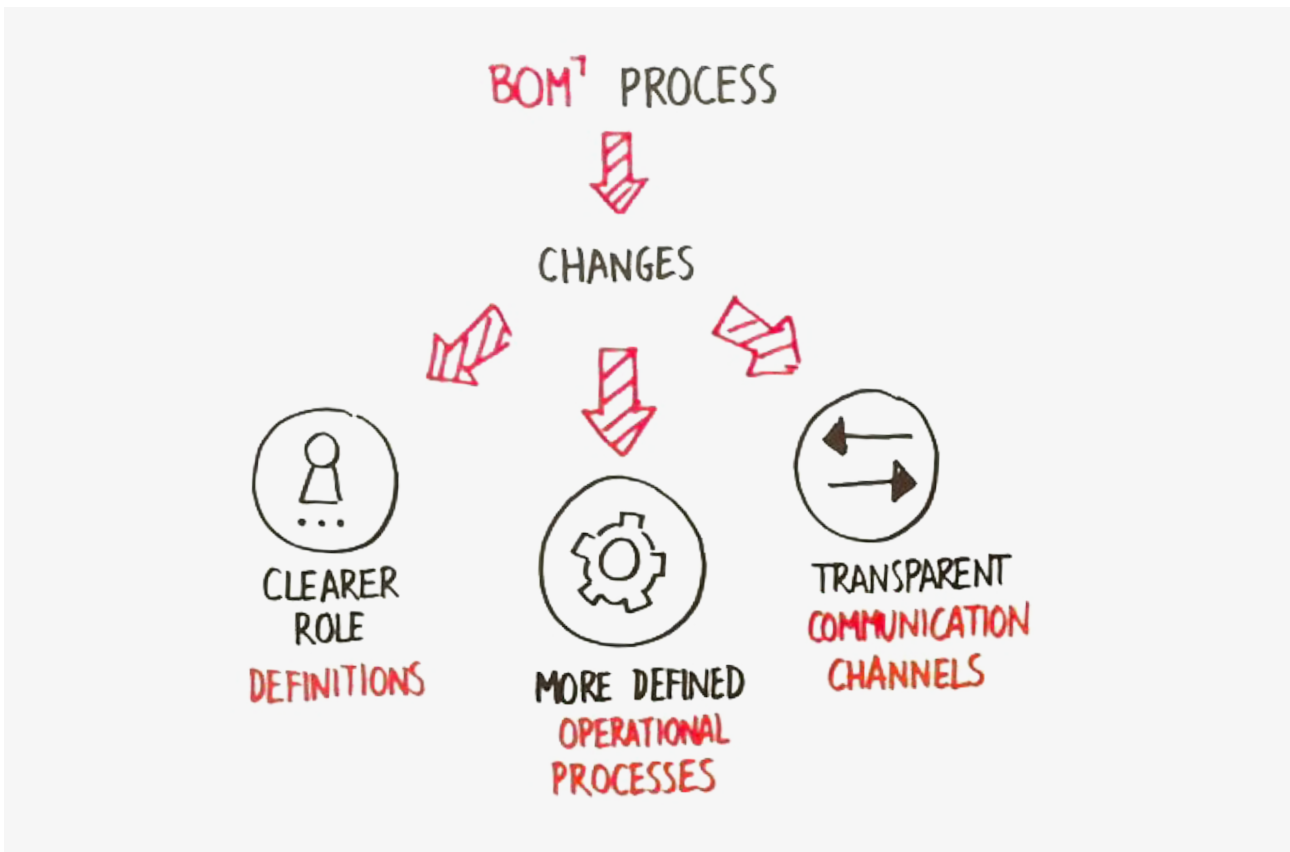 BOM⌝ PROCESS
CHANGES
CLEARER
ROLE
DEFINITIONS
MORE DEFINED
OPERATIONAL
PROCESSES
TRANSPARENT
COMMUNICATION
CHANNELS